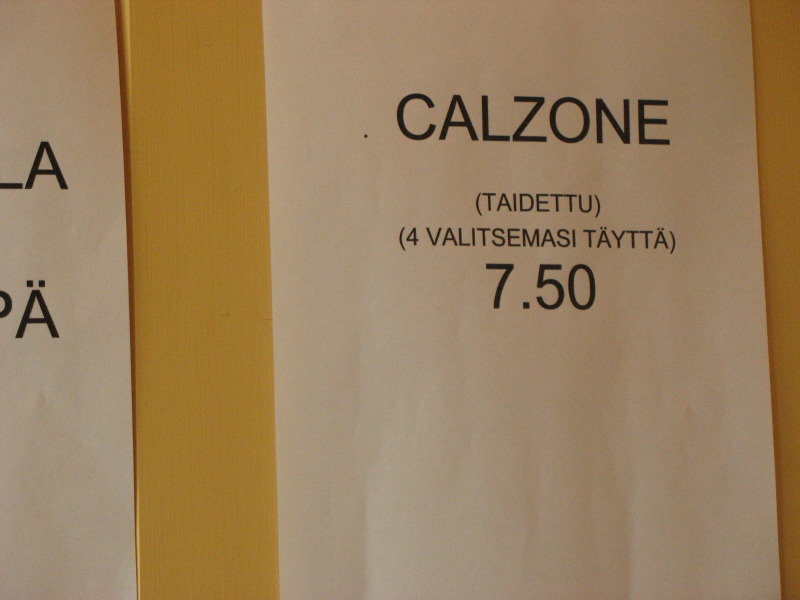 LA
PÄ
CALZONE
(TAIDETTU)
(4 VALITSEMASI TÄYTTÄ)
7.50